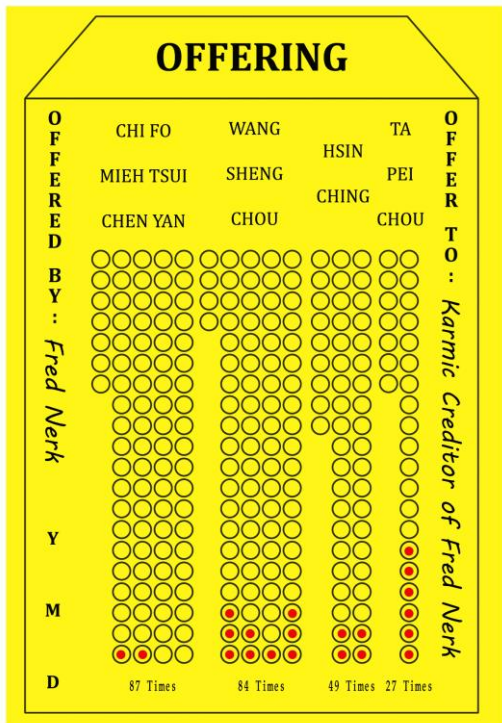 OFFERING
OFFERED BY: Fred Nerk
Y M D
CHI FO
MIEH TSUI
CHEN YAN
WANG
SHENG
CHOU
HSIN
CHING
TA
PEI
CHOU
OFFER TO: Karmic Creditor of Fred Nerk
87 Times
84 Times
49 Times
27 Times